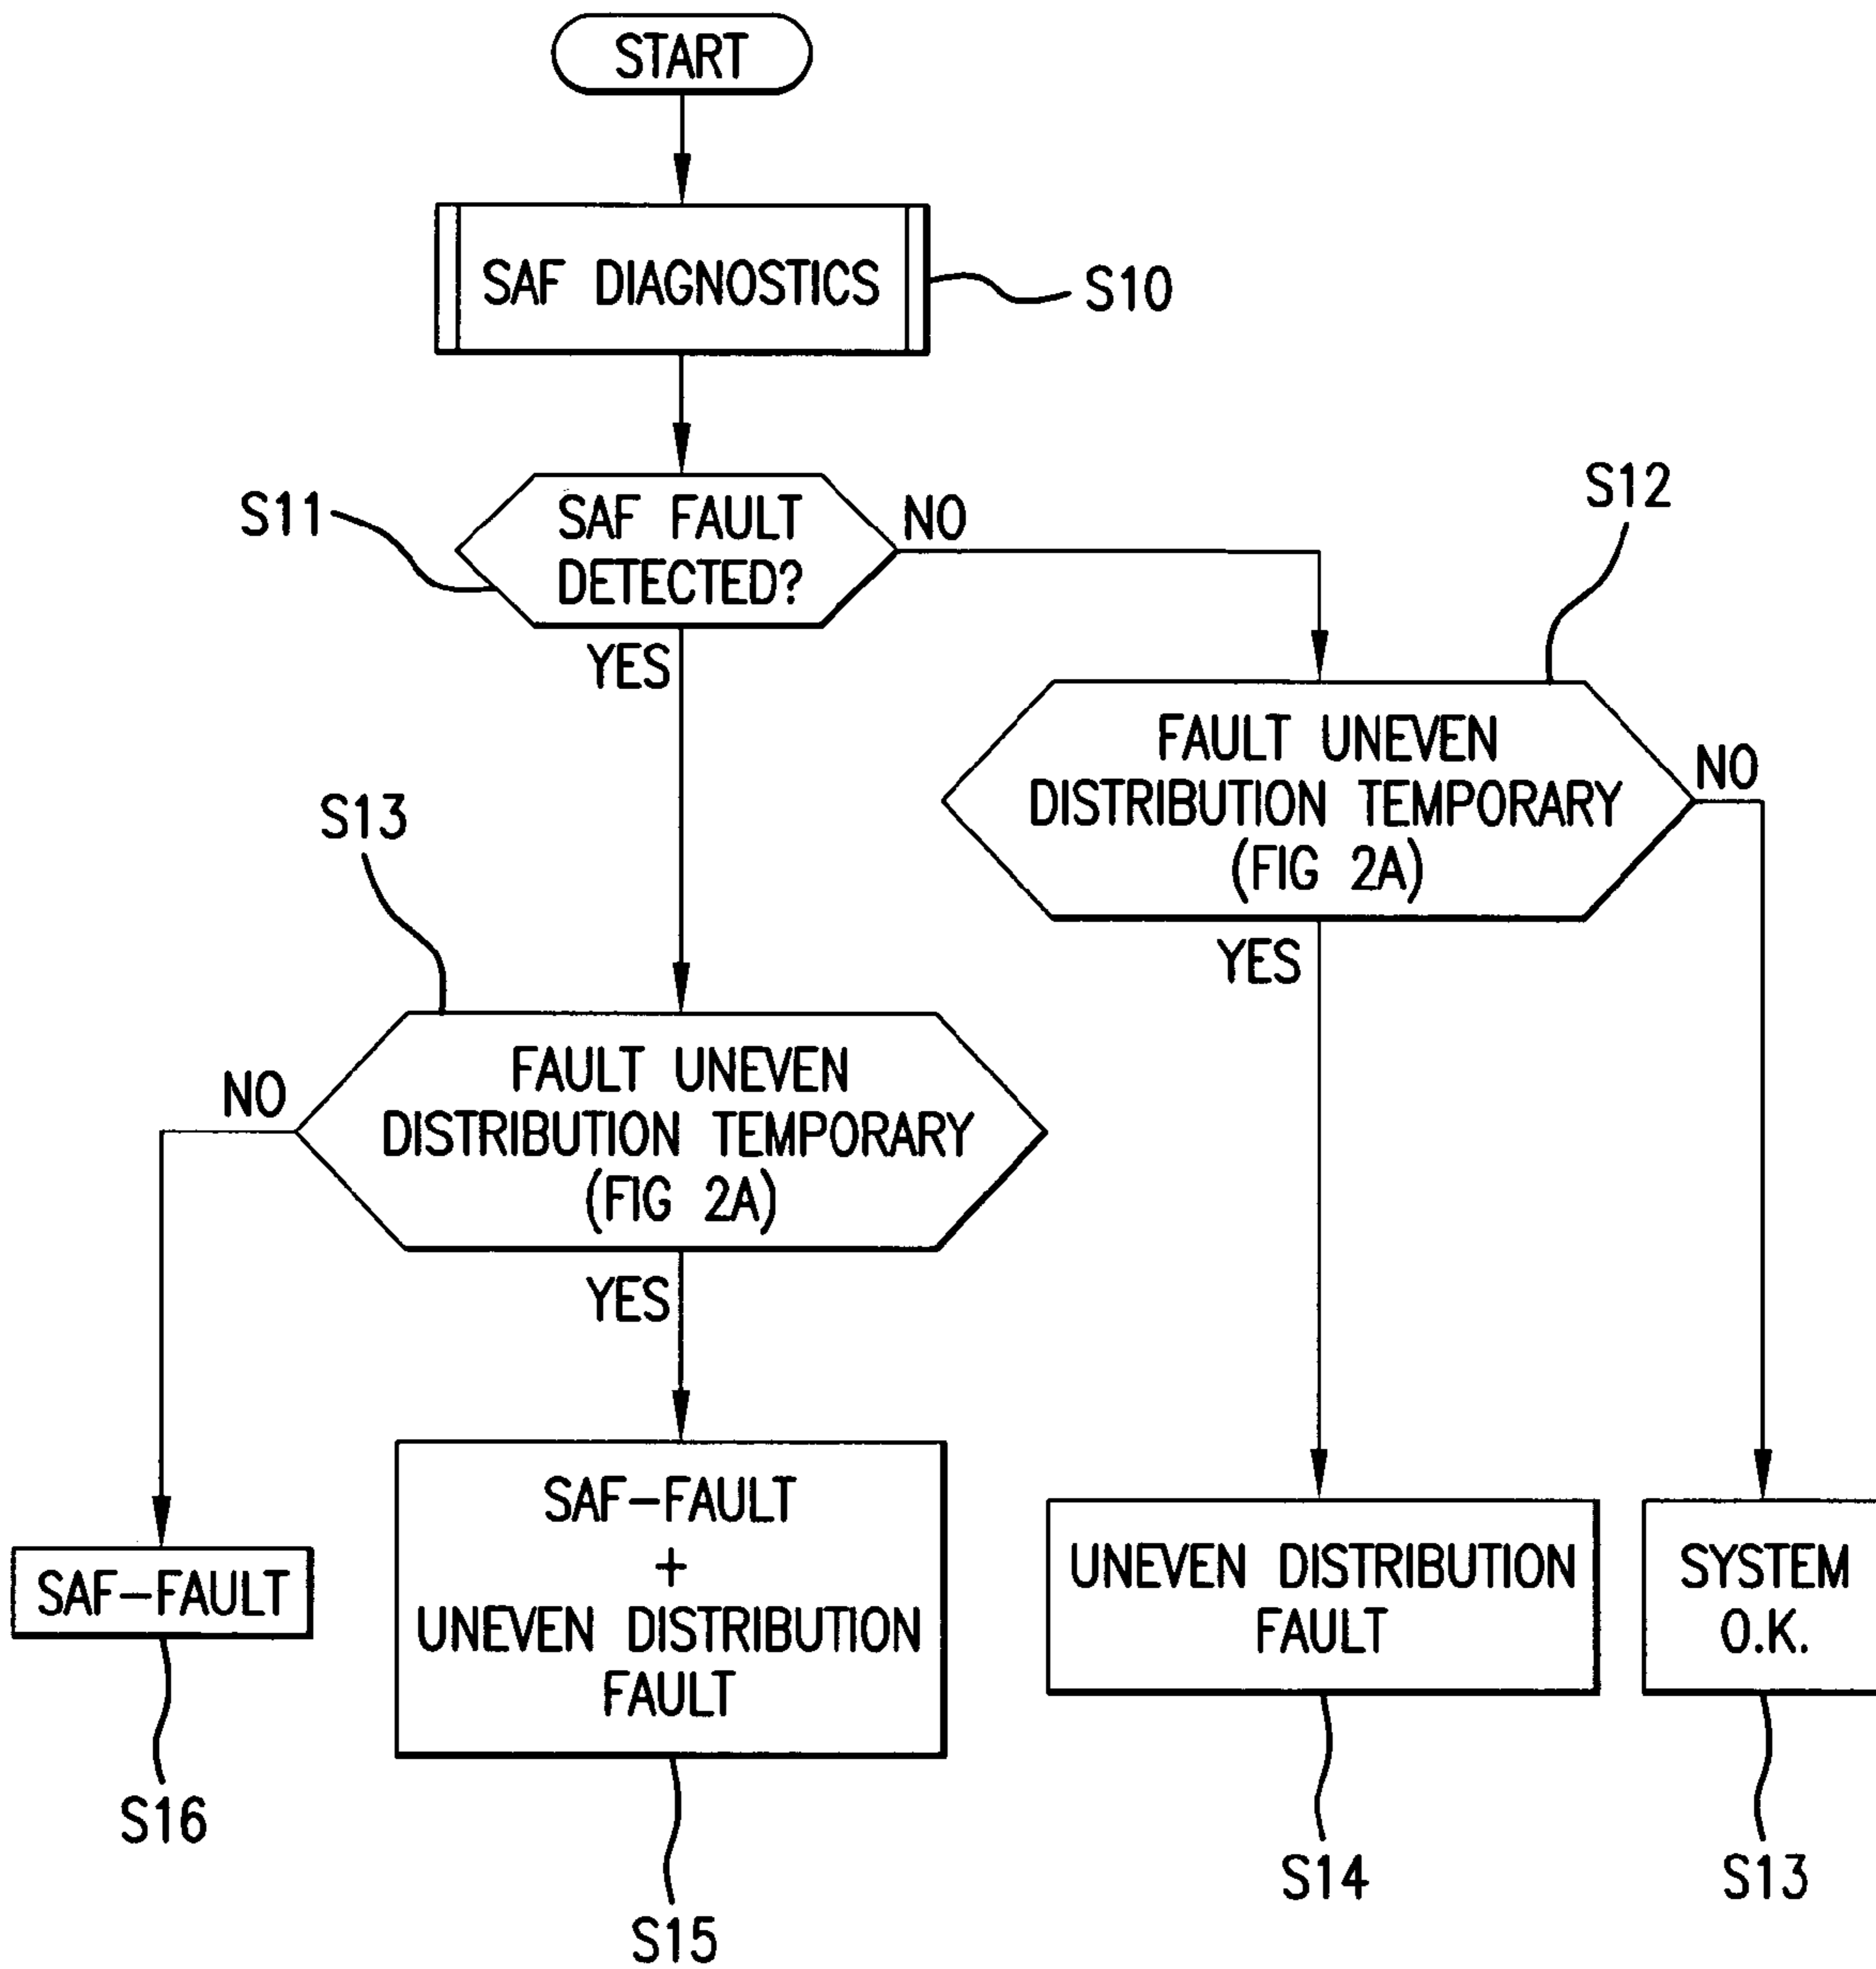 START
SAF DIAGNOSTICS
S10
S11
SAF FAULT
DETECTED?
NO
YES
S12
FAULT UNEVEN
DISTRIBUTION TEMPORARY
(FIG 2A)
NO
YES
S13
FAULT UNEVEN
DISTRIBUTION TEMPORARY
(FIG 2A)
NO
YES
SAF-FAULT
S16
SAF-FAULT
+
UNEVEN DISTRIBUTION
FAULT
S15
UNEVEN DISTRIBUTION
FAULT
S14
SYSTEM
O.K.
S13